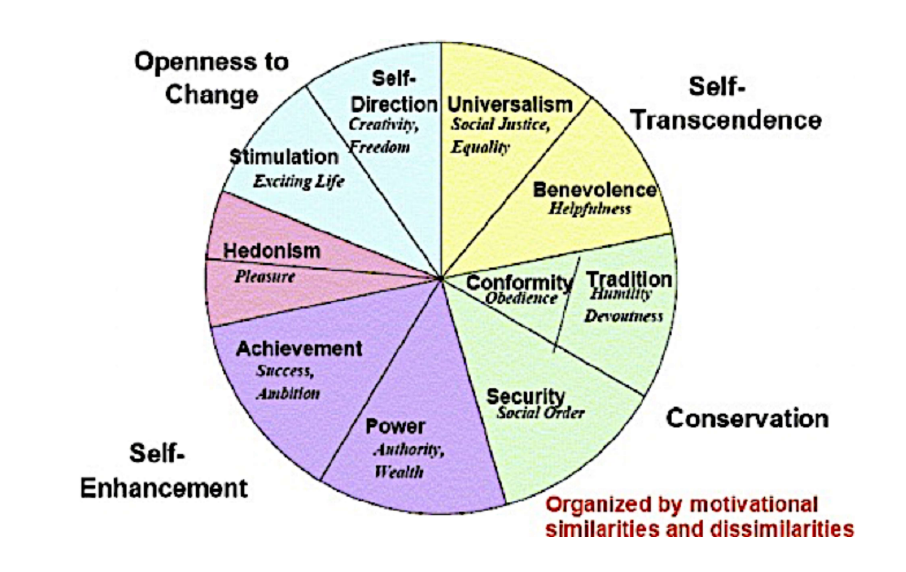 Openness to
Change
Self-
Direction
Creativity,
Freedom
Universalism
Social Justice,
Equality
Self-
Transcendence
Stimulation
Exciting Life
Benevolence
Helpfulness
Hedonism
Pleasure
Conformity
Obedience
Tradition
Humility
Devoutness
Achievement
Success,
Ambition
Security
Social Order
Power
Authority,
Wealth
Conservation
Self-
Enhancement
Organized by motivational
similarities and dissimilarities